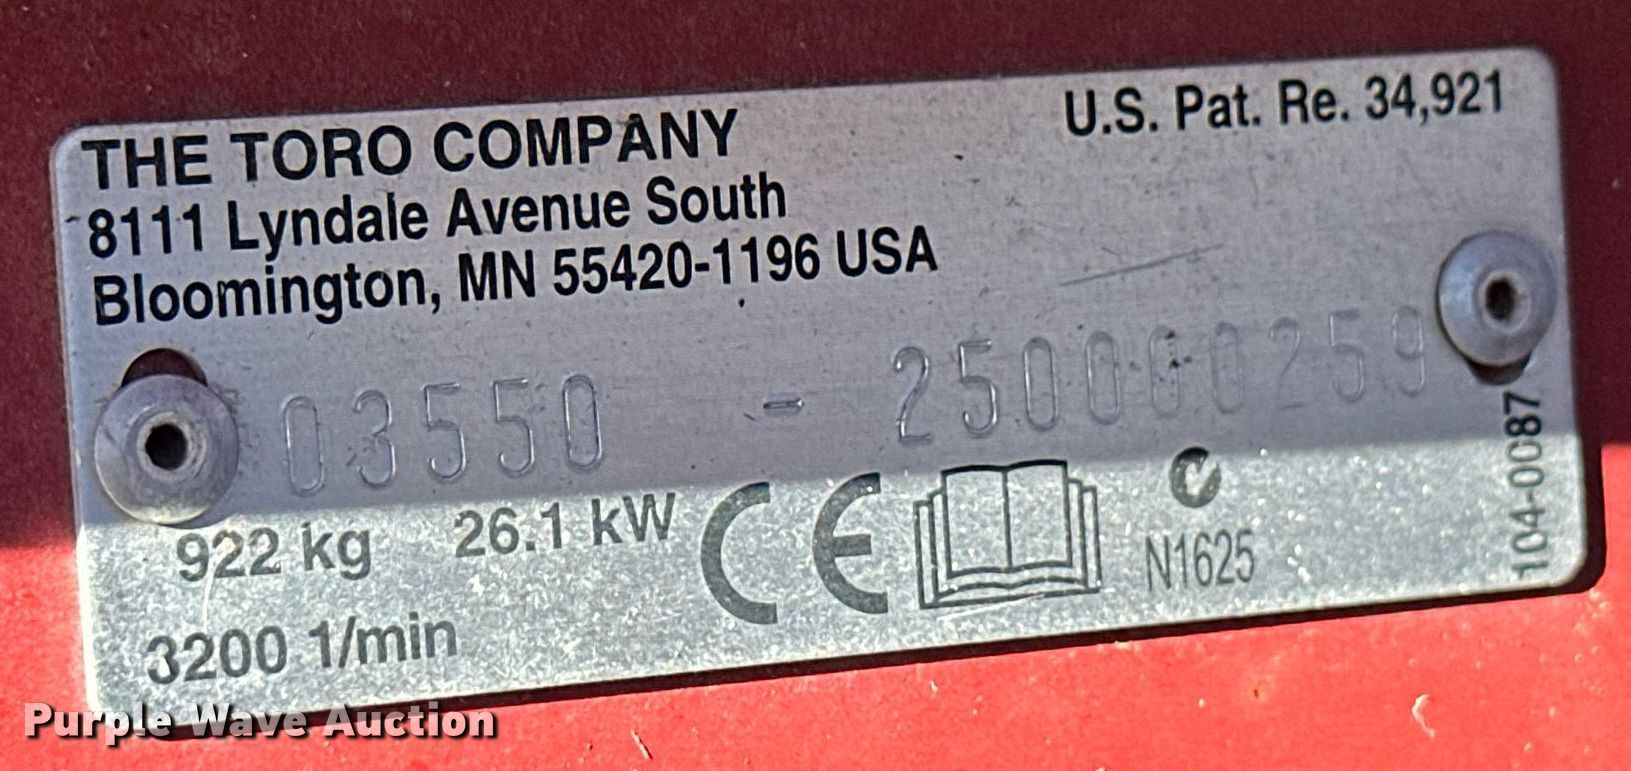 THE TORO COMPANY
U.S. Pat. Re. 34,921
8111 Lyndale Avenue South
Bloomington, MN 55420-1196 USA
03550 - 250000259
922 kg 26.1 kW CE
N1625
3200 1/min
104-0087
Purple Wave Auction